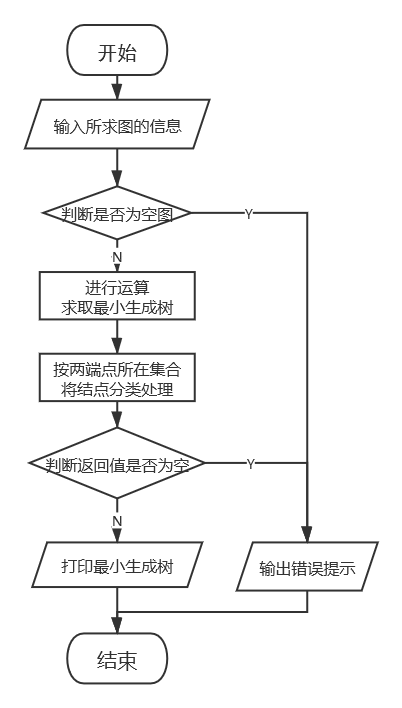 开始
输入所求图的信息
判断是否为空图
Y
N
进行运算
求取最小生成树
按两端点所在集合
将结点分类处理
判断返回值是否为空
Y
N
打印最小生成树
输出错误提示
结束